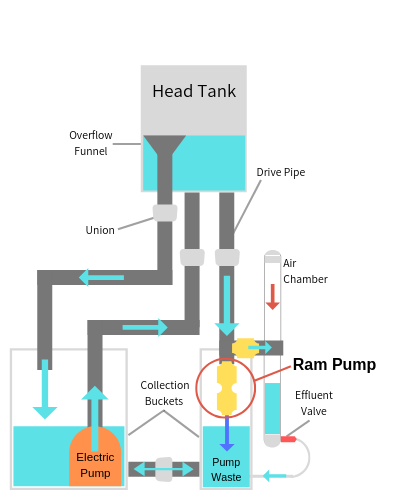 Head Tank
Overflow
Funnel
Drive Pipe
Union
Air
Chamber
Ram Pump
Collection
Buckets
Effluent
Valve
Electric
Pump
Pump
Waste